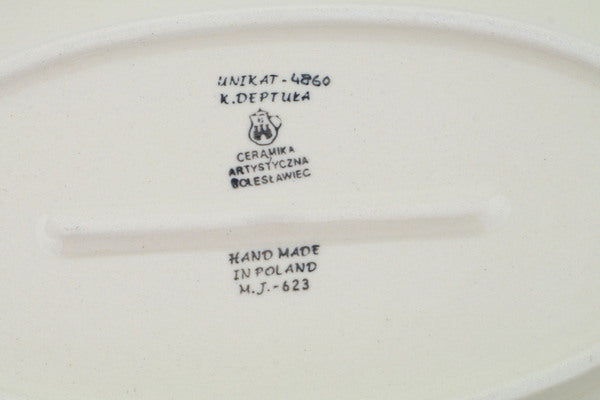 UNIKAT - 4860
K. DEPTUŁA
CERAMIKA
ARTYSTYCZNA
BOLESŁAWIEC
HAND MADE
IN POLAND
M.J.-623